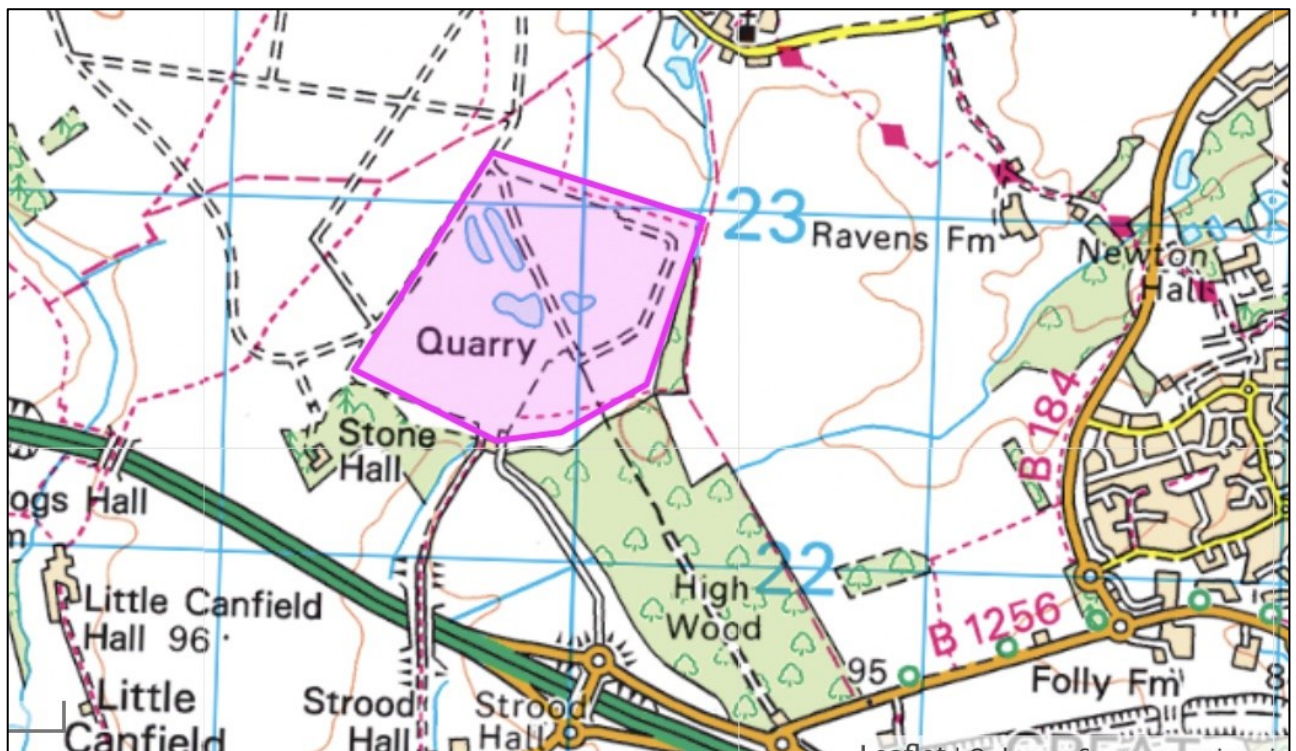 23
Ravens Fm
Newton
Hall
Quarry
B 184
Stone
Hall
ogs Hall
m
22
High
Wood
Little Canfield
Hall 96
B 1256
95
Folly Fm
8
Little
Canfield
Strood
Hall
Strood
Hall